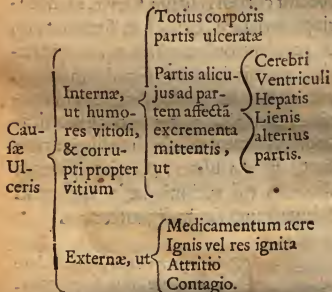 Totius corporis
partis ulceratæ
Partis alicu-
jus ad par-
tem affectā
excrementa
mittentis,
ut
Cerebri
Ventriculi
Hepatis
Lienis
alterius
partis.
Internæ,
ut humo-
res vitiosi,
& corru-
pti propter
vitium
Cau-
sæ
Ul-
ceris
Externæ, ut
Medicamentum acre
Ignis vel res ignita
Attritio
Contagio.